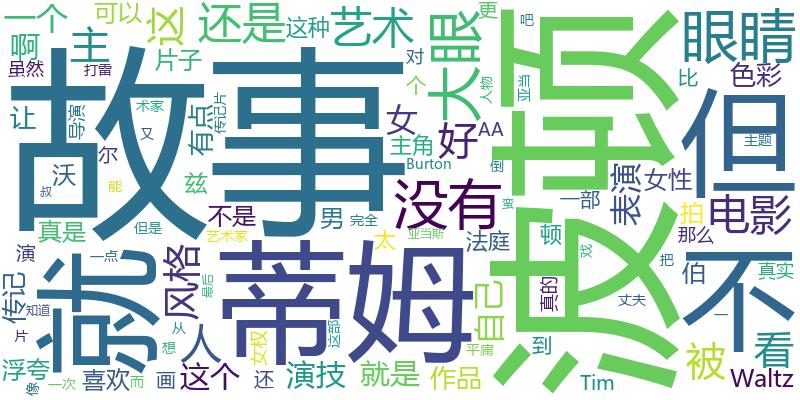 一个
可以
这
还是
这种
艺术
大眼
更
吧
眼睛
啊
主
片子
对
个
亚当
虽然
打雷
故事
波顿
比
色彩
人物
让
导演
术家
又
有点
传记片
女
主角
好
AA
Burton
倒
但
主题
尔
沃
兹
没有
一部
表演
女性
叔
能
不是
男
完全
拍
电影
真是
但是
艺术家
太
法庭
蛮
那么
就
风格
蒂姆
亚当斯
顿
真的
伯
真实
不
演
一点
最后
自己
戏
把
传记
片
知道
人
从
想
女权
这部
平庸
到
丈夫
一
看
浮夸
像
一次
喜欢
而
画
这个
还
演技
就是
作品
Tim
被
Waltz